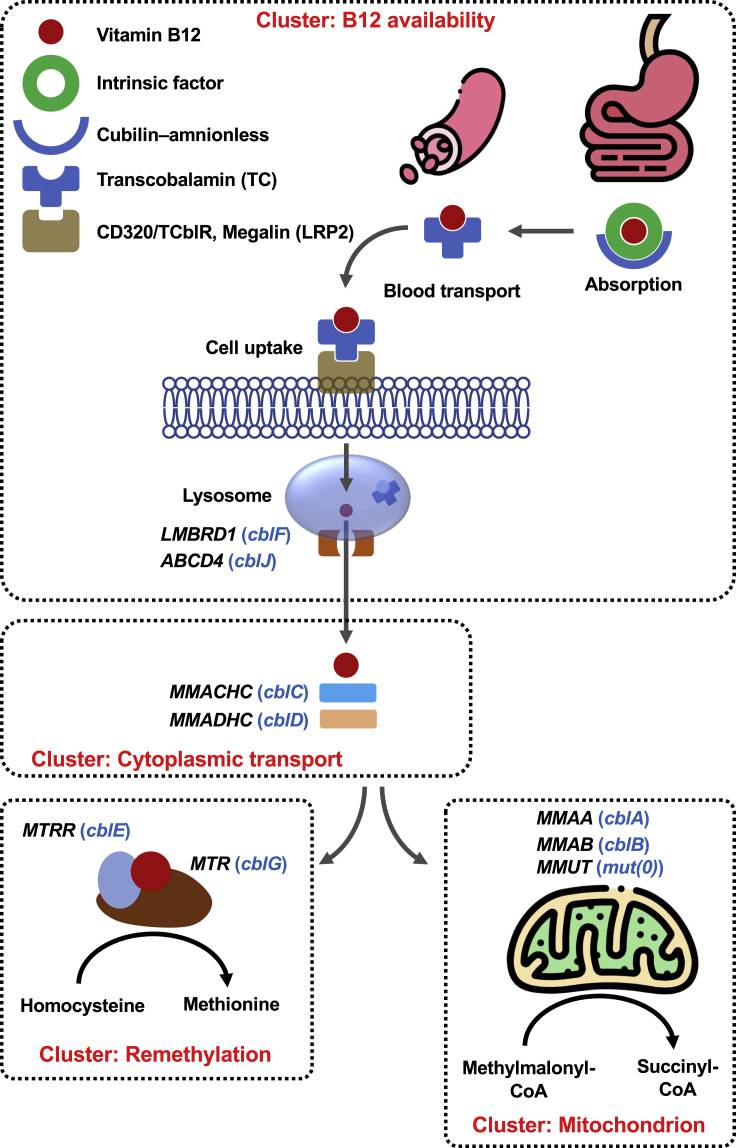 Cluster: B12 availability
Vitamin B12
Intrinsic factor
Cubilin–amnionless
Transcobalamin (TC)
CD320/TCblR, Megalin (LRP2)
Blood transport
Absorption
Cell uptake
Lysosome
LMBRD1 (cblF)
ABCD4 (cblJ)
MMACHC (cblC)
MMADHC (cblD)
Cluster: Cytoplasmic transport
MTRR (cblE)
MTR (cblG)
Homocysteine
Methionine
Cluster: Remethylation
MMAA (cblA)
MMAB (cblB)
MMUT (mut(0))
Methylmalonyl-
CoA
Succinyl-
CoA
Cluster: Mitochondrion